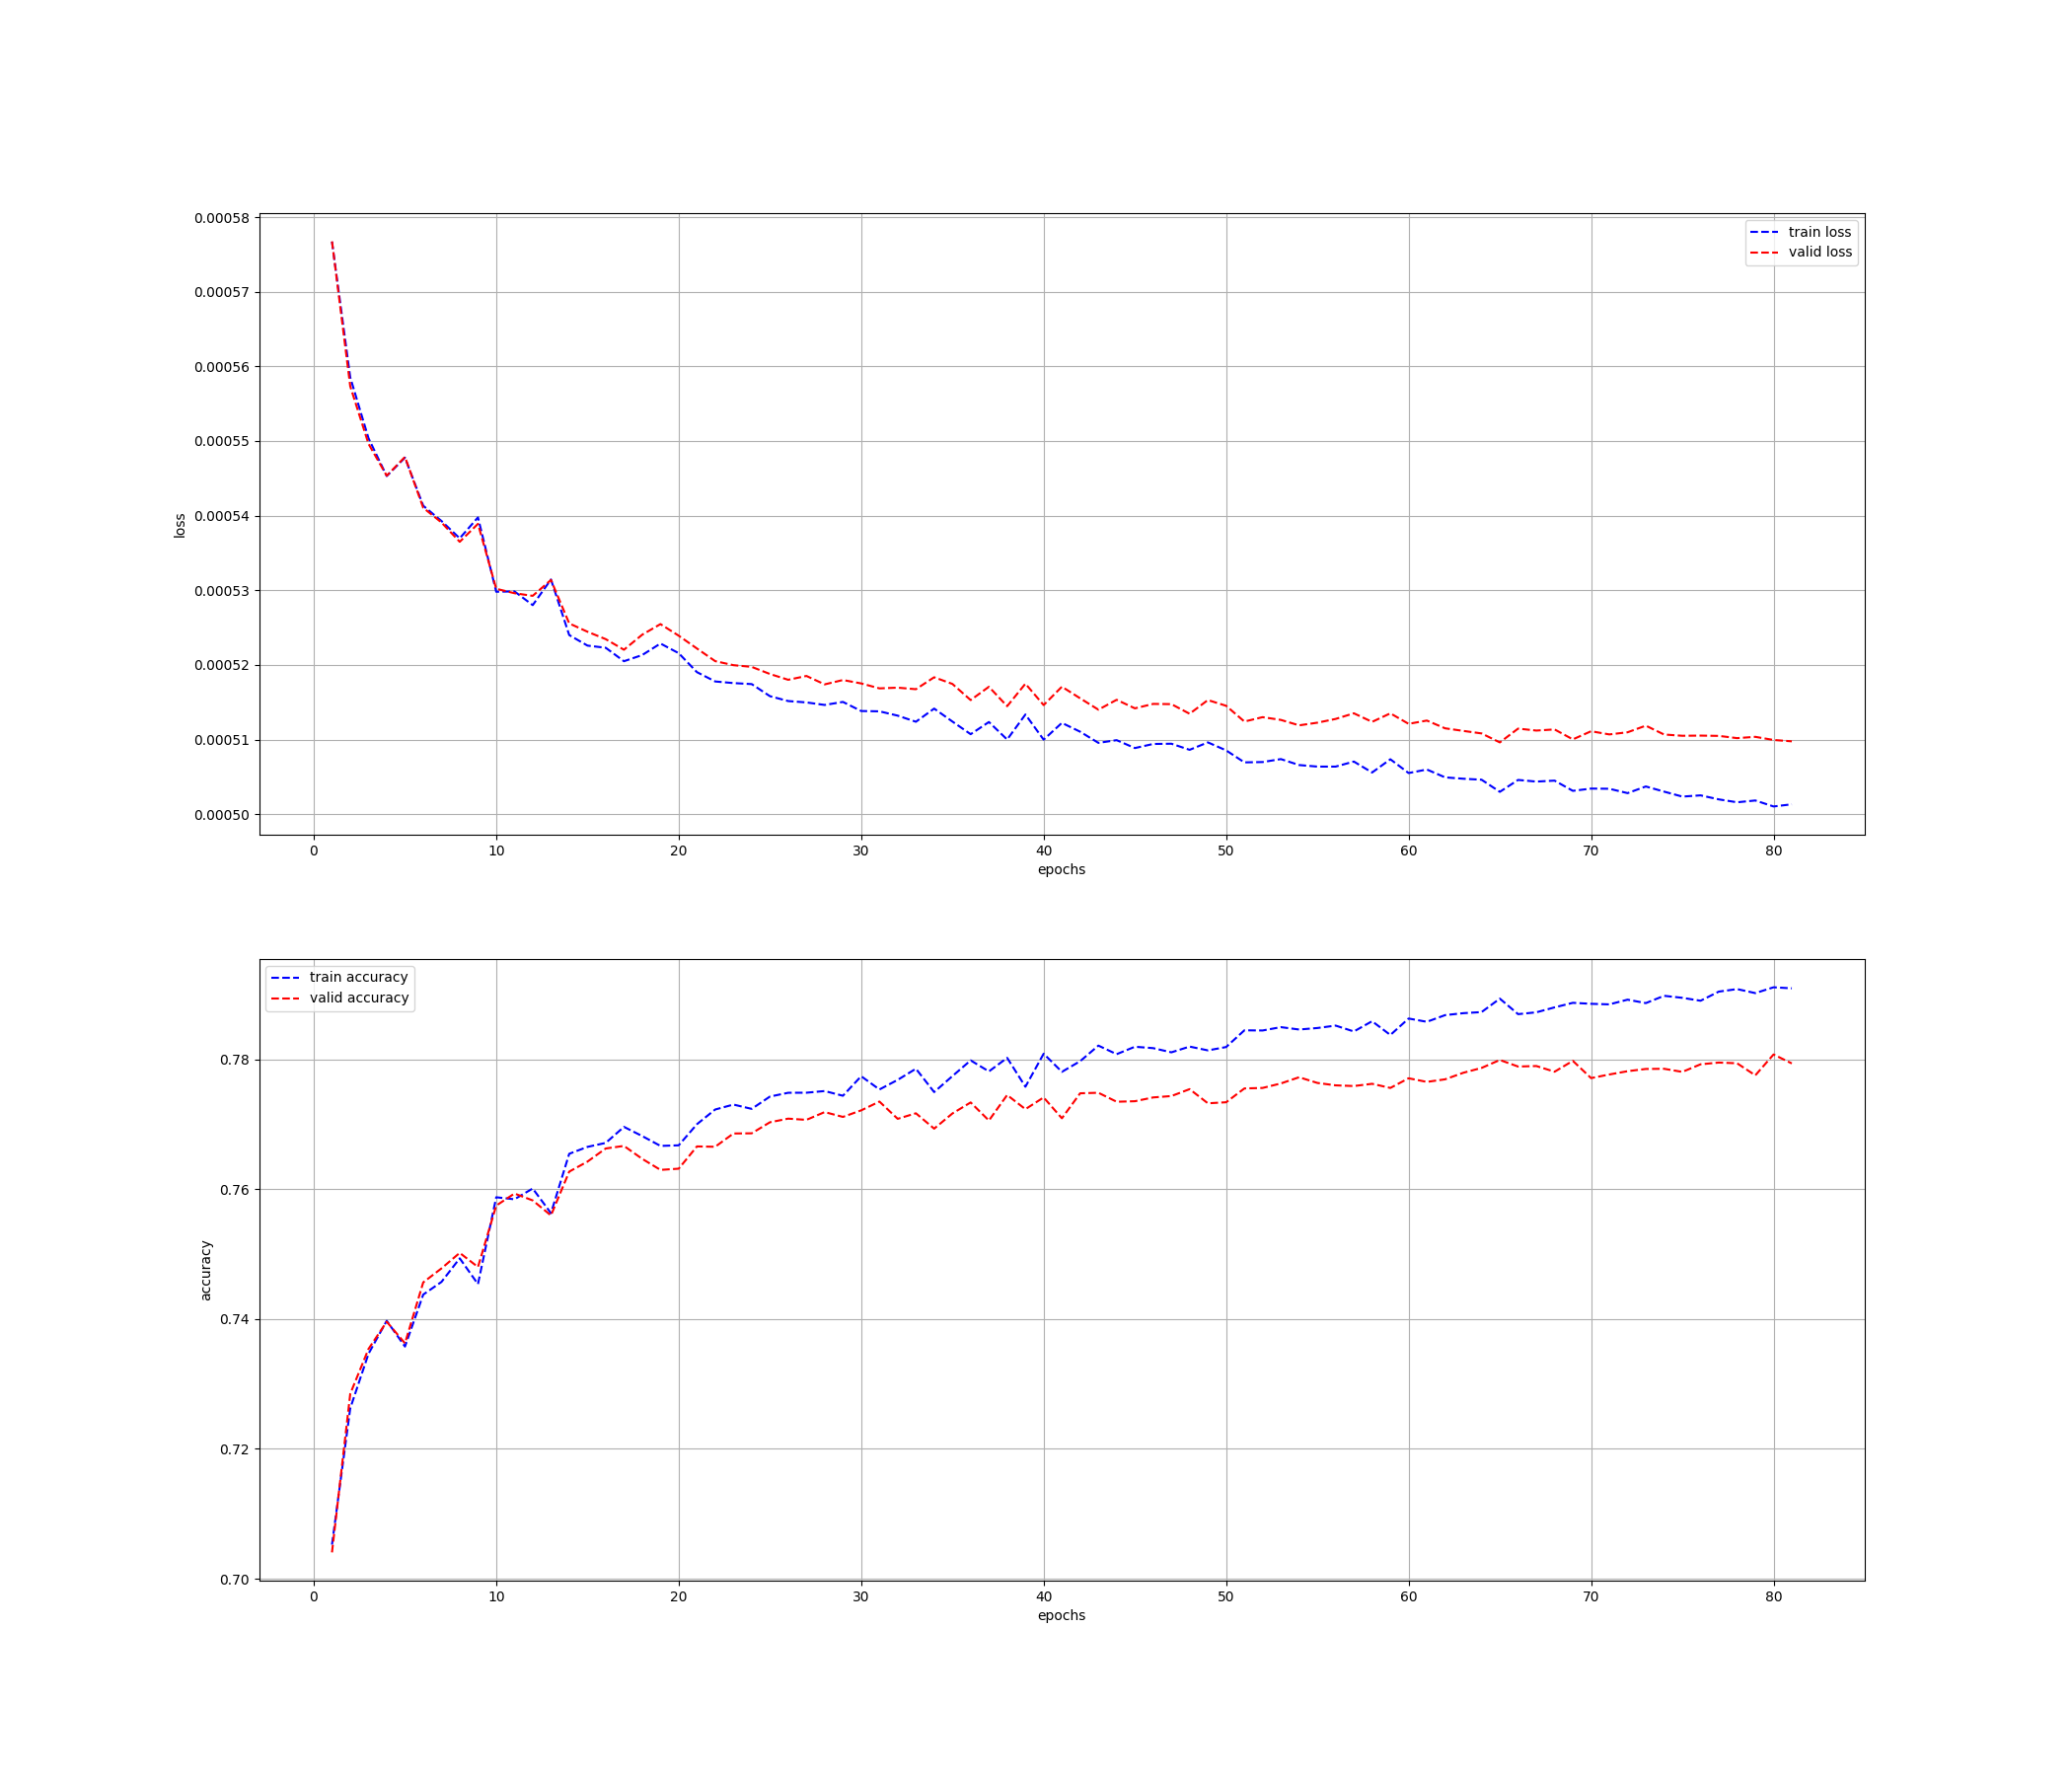 0.00058
train loss
valid loss
0.00057
0.00056
0.00055
0.00054
loss
0.00053
0.00052
0.00051
0.00050
0 10 20 30 40 50 60 70 80
epochs
train accuracy
valid accuracy
0.78
0.76
accuracy
0.74
0.72
0.70
0 10 20 30 40 50 60 70 80
epochs